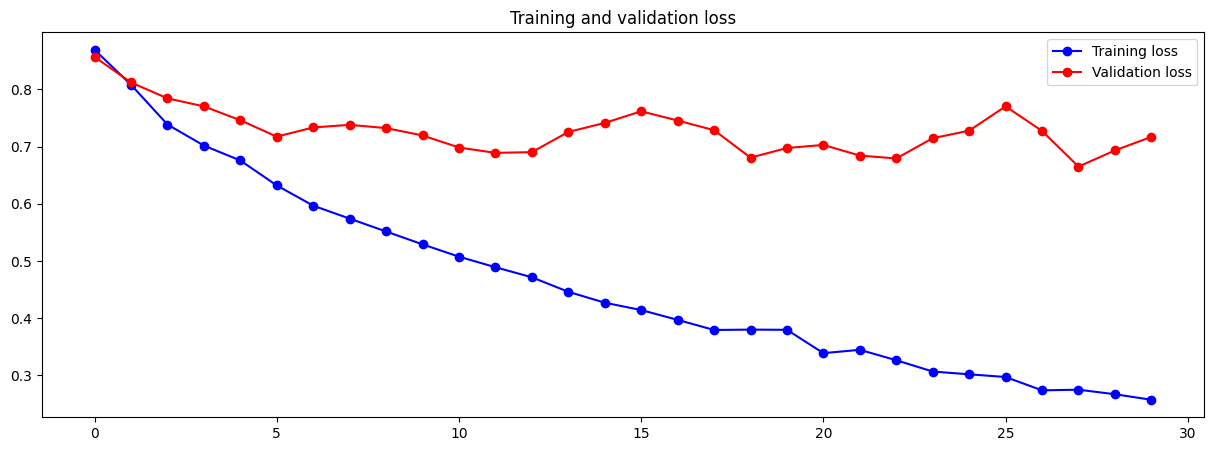 Training and validation loss
Training loss
Validation loss
0.8
0.7
0.6
0.5
0.4
0.3
0 5 10 15 20 25 30